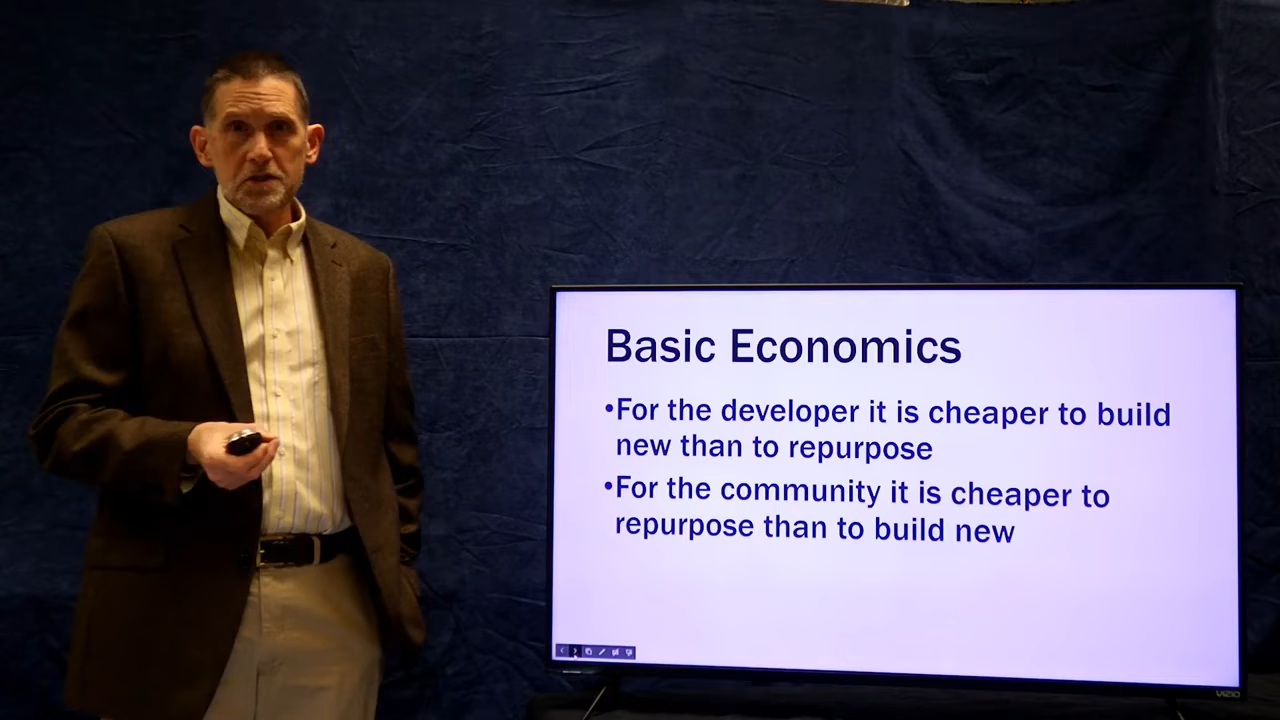 Basic Economics
•For the developer it is cheaper to build
new than to repurpose
•For the community it is cheaper to
repurpose than to build new
VIZIO